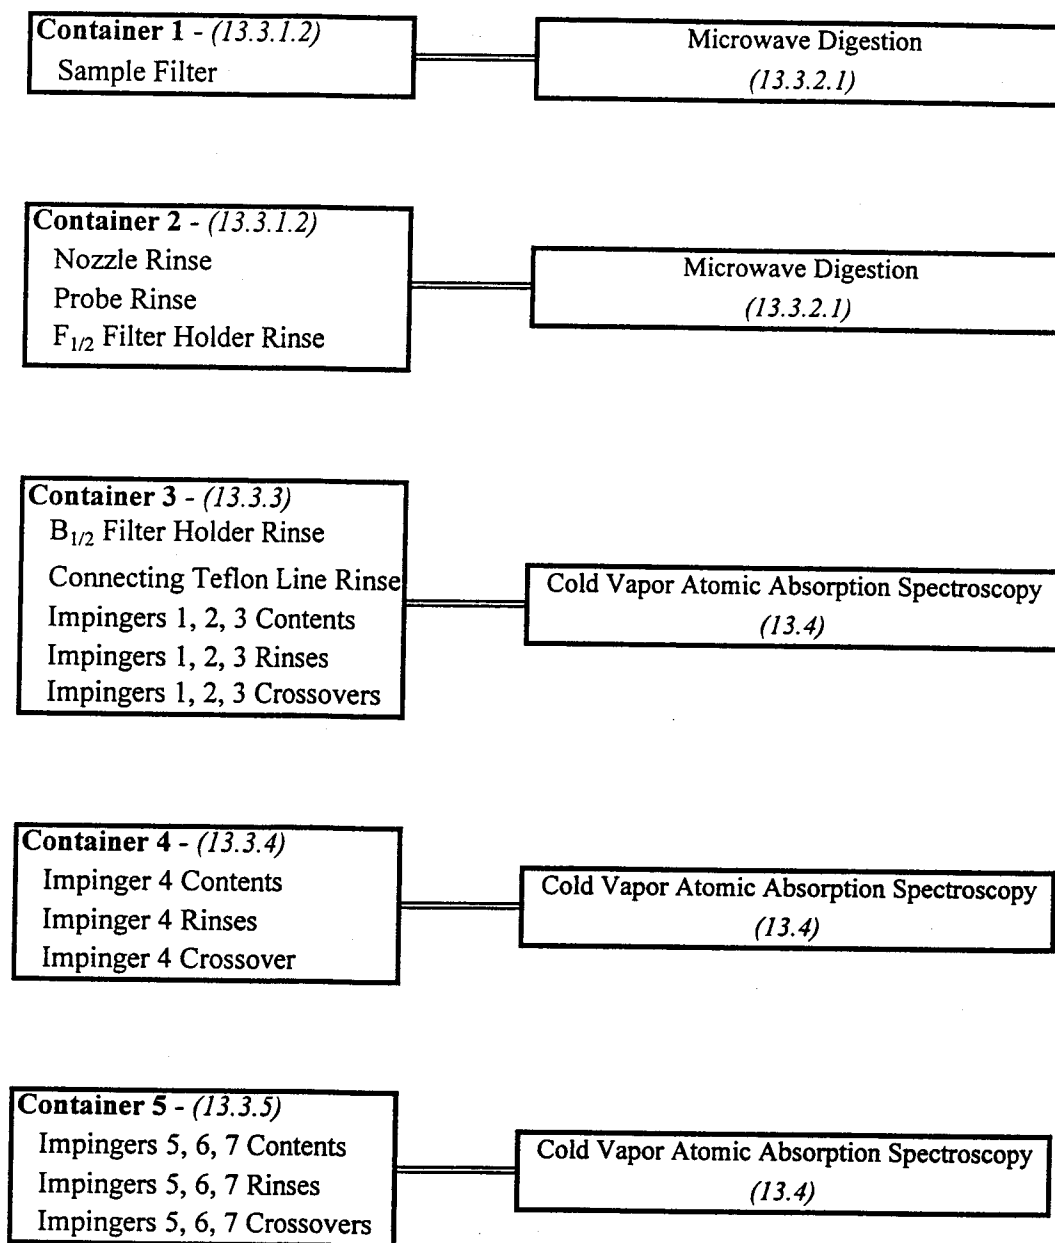 Container 1 - (13.3.1.2)
Sample Filter
Microwave Digestion
(13.3.2.1)
Container 2 - (13.3.1.2)
Nozzle Rinse
Probe Rinse
F1/2 Filter Holder Rinse
Microwave Digestion
(13.3.2.1)
Container 3 - (13.3.3)
B1/2 Filter Holder Rinse
Connecting Teflon Line Rinse
Impingers 1, 2, 3 Contents
Impingers 1, 2, 3 Rinses
Impingers 1, 2, 3 Crossovers
Cold Vapor Atomic Absorption Spectroscopy
(13.4)
Container 4 - (13.3.4)
Impinger 4 Contents
Impinger 4 Rinses
Impinger 4 Crossover
Cold Vapor Atomic Absorption Spectroscopy
(13.4)
Container 5 - (13.3.5)
Impingers 5, 6, 7 Contents
Impingers 5, 6, 7 Rinses
Impingers 5, 6, 7 Crossovers
Cold Vapor Atomic Absorption Spectroscopy
(13.4)